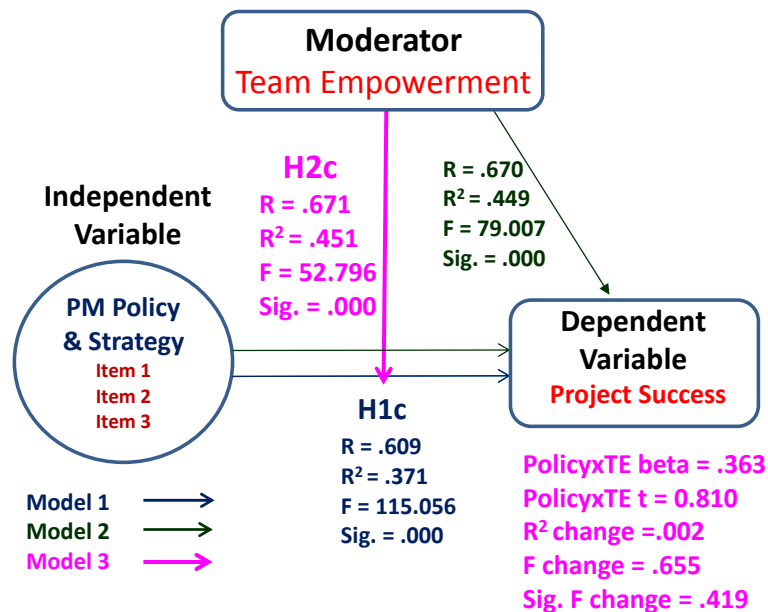 Moderator
Team Empowerment
H2c
R = .671
R² = .451
F = 52.796
Sig. = .000
R = .670
R² = .449
F = 79.007
Sig. = .000
Independent
Variable
PM Policy
& Strategy
Item 1
Item 2
Item 3
Dependent
Variable
Project Success
H1c
R = .609
R² = .371
F = 115.056
Sig. = .000
Model 1
Model 2
Model 3
PolicyxTE beta = .363
PolicyxTE t = 0.810
R² change =.002
F change = .655
Sig. F change = .419